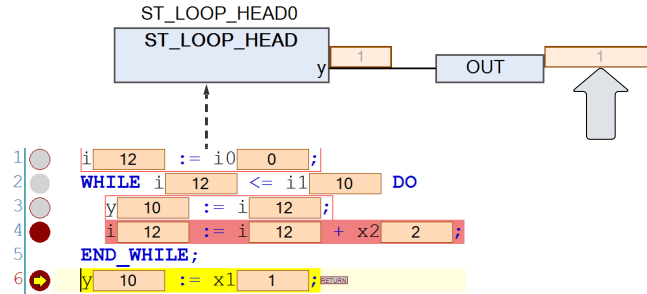 ST_LOOP_HEAD0
ST_LOOP_HEAD
y 1 OUT 1
1 i 12 := i0 0 ;
2 WHILE i 12 <= i1 10 DO
3 y 10 := i 12 ;
4 i 12 := i 12 + x2 2 ;
5 END_WHILE;
6 y 10 := x1 1 ; RETURN